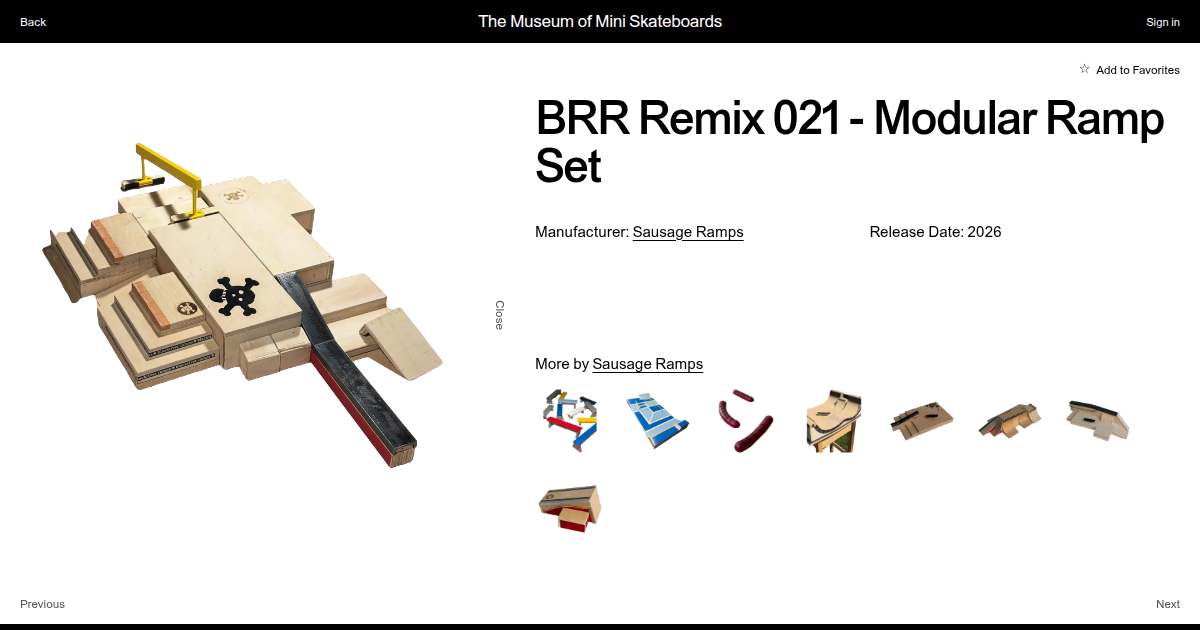 Back
The Museum of Mini Skateboards
Sign in
☆ Add to Favorites
BRR Remix 021 - Modular Ramp
Set
Manufacturer: Sausage Ramps
Release Date: 2026
Close
More by Sausage Ramps
Previous
Next